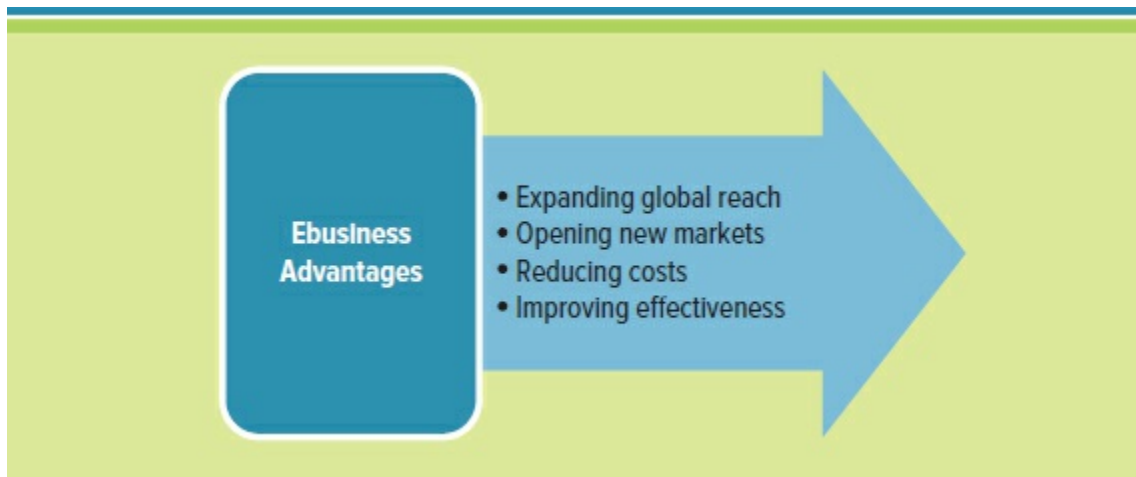 Ebusiness
Advantages
• Expanding global reach
• Opening new markets
• Reducing costs
• Improving effectiveness